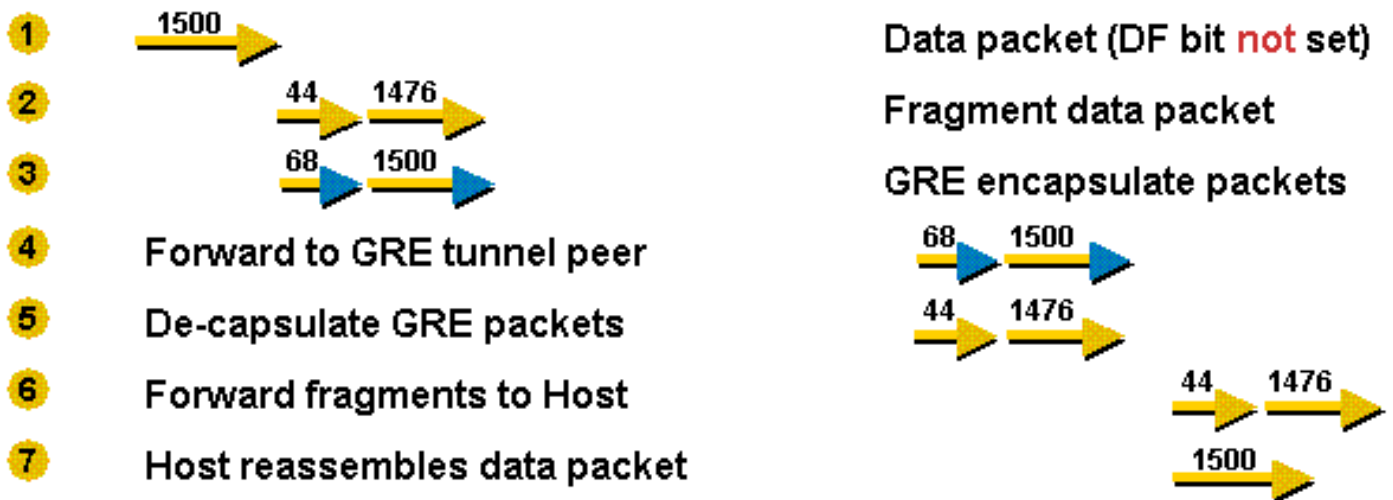 1 1500 Data packet (DF bit not set)
2 44 1476 Fragment data packet
3 68 1500 GRE encapsulate packets
4 Forward to GRE tunnel peer 68 1500
5 De-capsulate GRE packets 44 1476
6 Forward fragments to Host 44 1476
7 Host reassembles data packet 1500